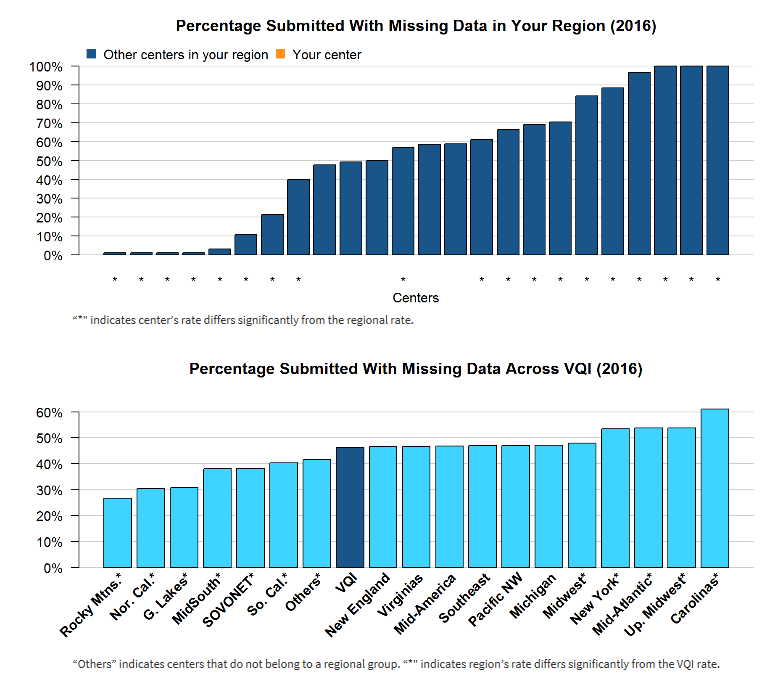 Percentage Submitted With Missing Data in Your Region (2016)
Other centers in your region Your center
100%
90%
80%
70%
60%
50%
40%
30%
20%
10%
0%
* * * * * * * * * * * * * * * * * * *
Centers
“*” indicates center’s rate differs significantly from the regional rate.
Percentage Submitted With Missing Data Across VQI (2016)
60%
50%
40%
30%
20%
10%
0%
Rocky Mtns.*
Nor. Cal.*
G. Lakes*
MidSouth*
SOVONET*
So. Cal.*
Others*
VQI
New England
Virginias
Mid-America
Southeast
Pacific NW
Michigan
Midwest*
New York*
Mid-Atlantic*
Up. Midwest*
Carolinas*
“Others” indicates centers that do not belong to a regional group. “*” indicates region’s rate differs significantly from the VQI rate.